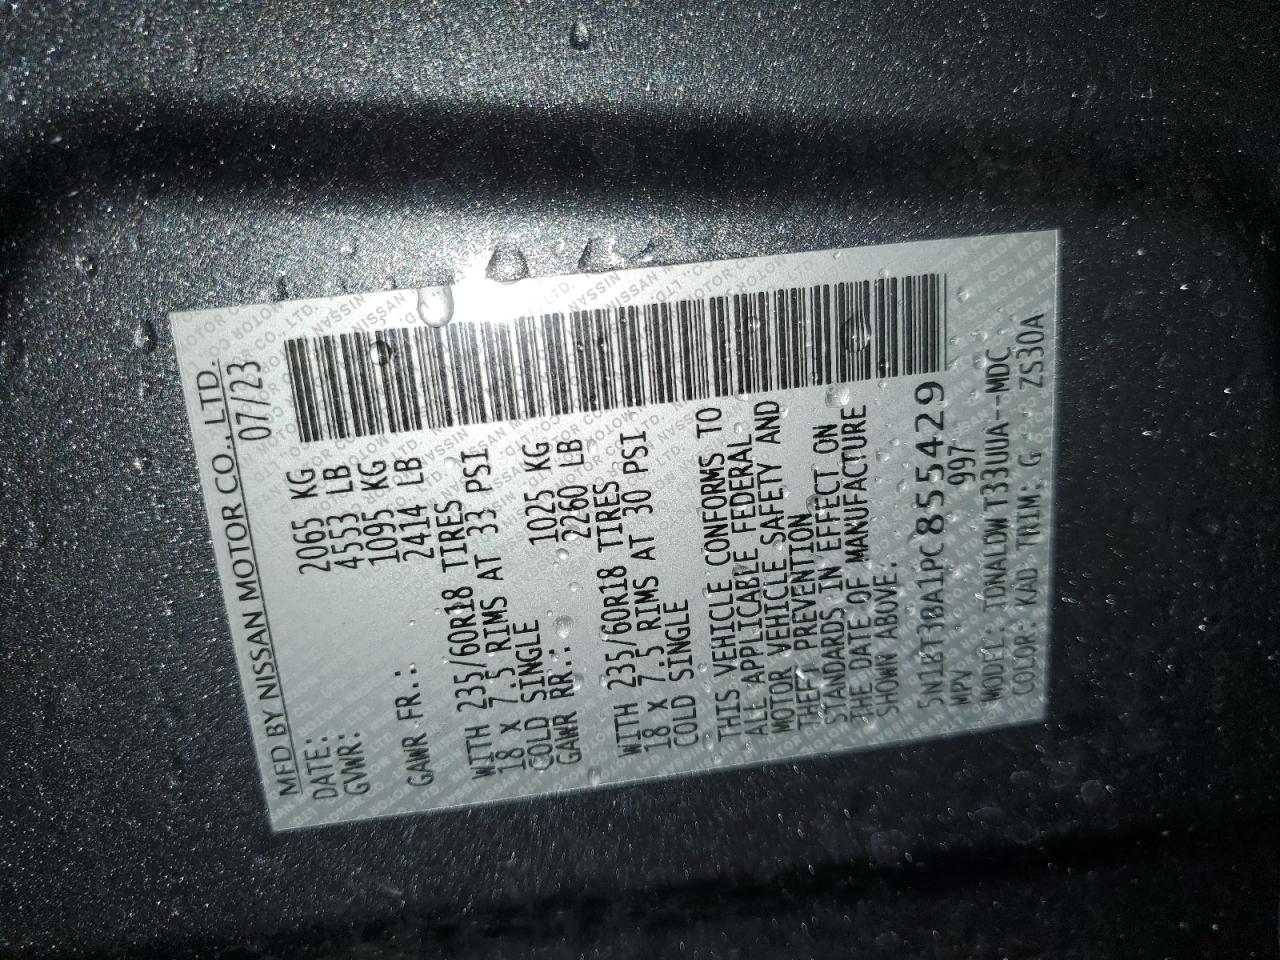 MFD BY NISSAN MOTOR CO., LTD.
DATE: 07/23
GVWR: 2065 KG
4553 LB
GAWR FR.: 1095 KG
2414 LB
WITH 235/60R18 TIRES
18 X 7.5 RIMS AT 33 PSI
COLD SINGLE
GAWR RR.: 1025 KG
2260 LB
WITH 235/60R18 TIRES
18 X 7.5 RIMS AT 30 PSI
COLD SINGLE
THIS VEHICLE CONFORMS TO
ALL APPLICABLE FEDERAL
MOTOR VEHICLE SAFETY AND
THEFT PREVENTION
STANDARDS IN EFFECT ON
THE DATE OF MANUFACTURE
SHOWN ABOVE.
5N1BT3BA1PC855429
MPV 997
MODEL: TDNALDWT33UUA--MDC
COLOR: KAD TRIM: G ZS30A